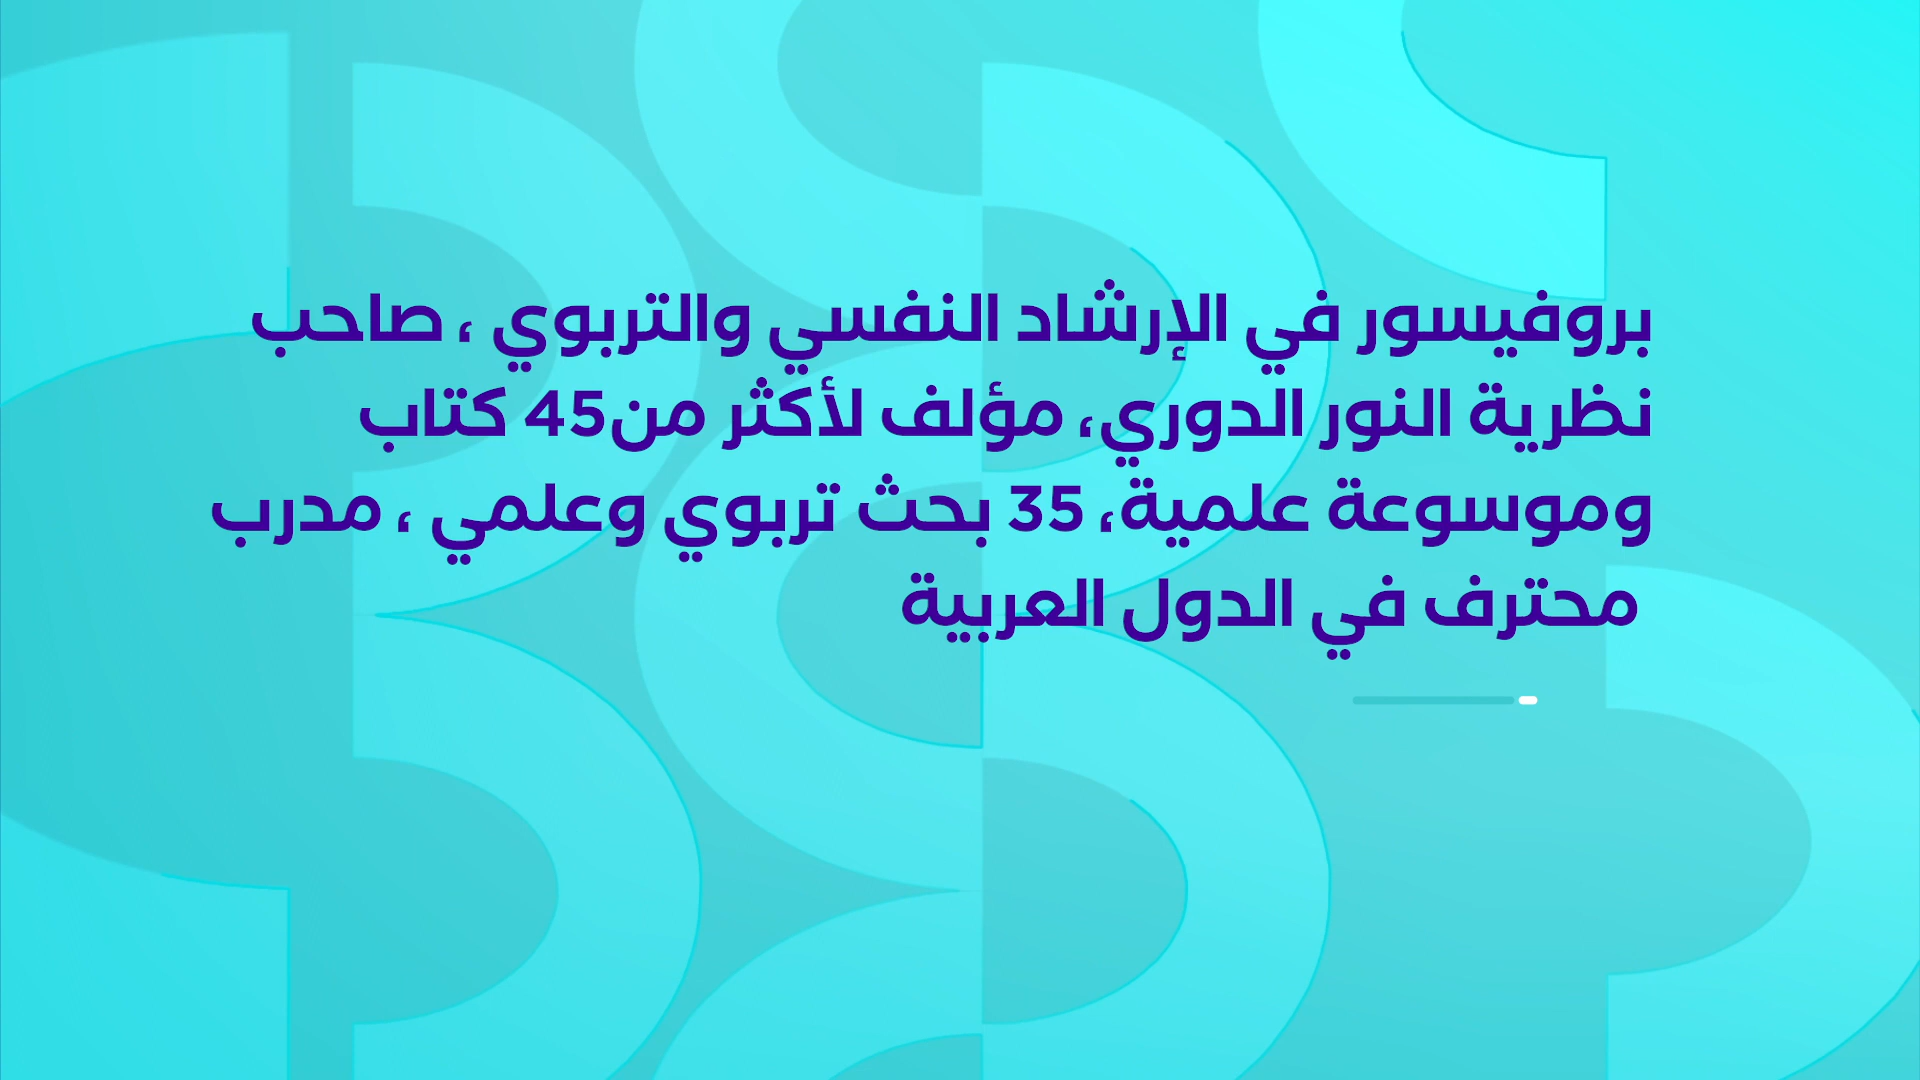 بروفيسور في الإرشاد النفسي والتربوي ، صاحب
نظرية النور الدوري، مؤلف لأكثر من45 كتاب
وموسوعة علمية، 35 بحث تربوي وعلمي ، مدرب
محترف في الدول العربية